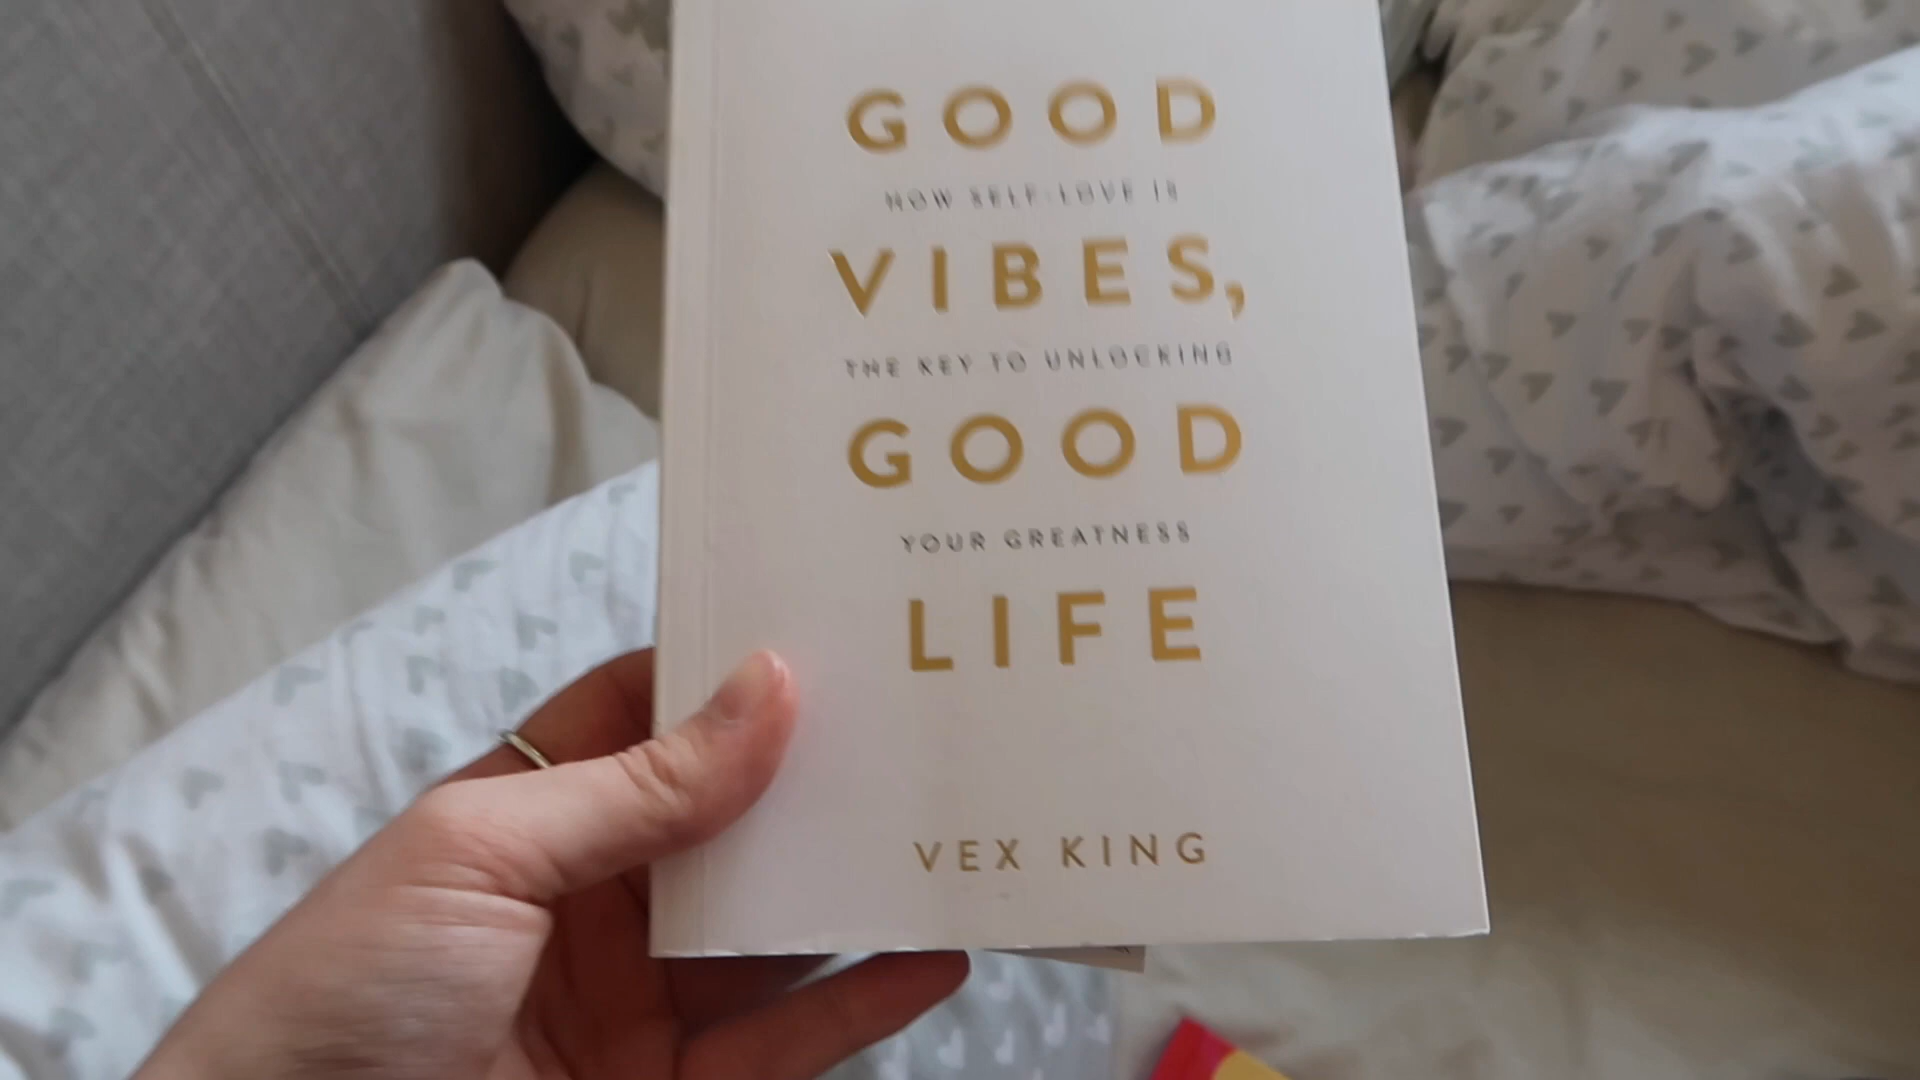 GOOD
HOW SELF-LOVE IS
VIBES,
THE KEY TO UNLOCKING
GOOD
YOUR GREATNESS
LIFE
VEX KING